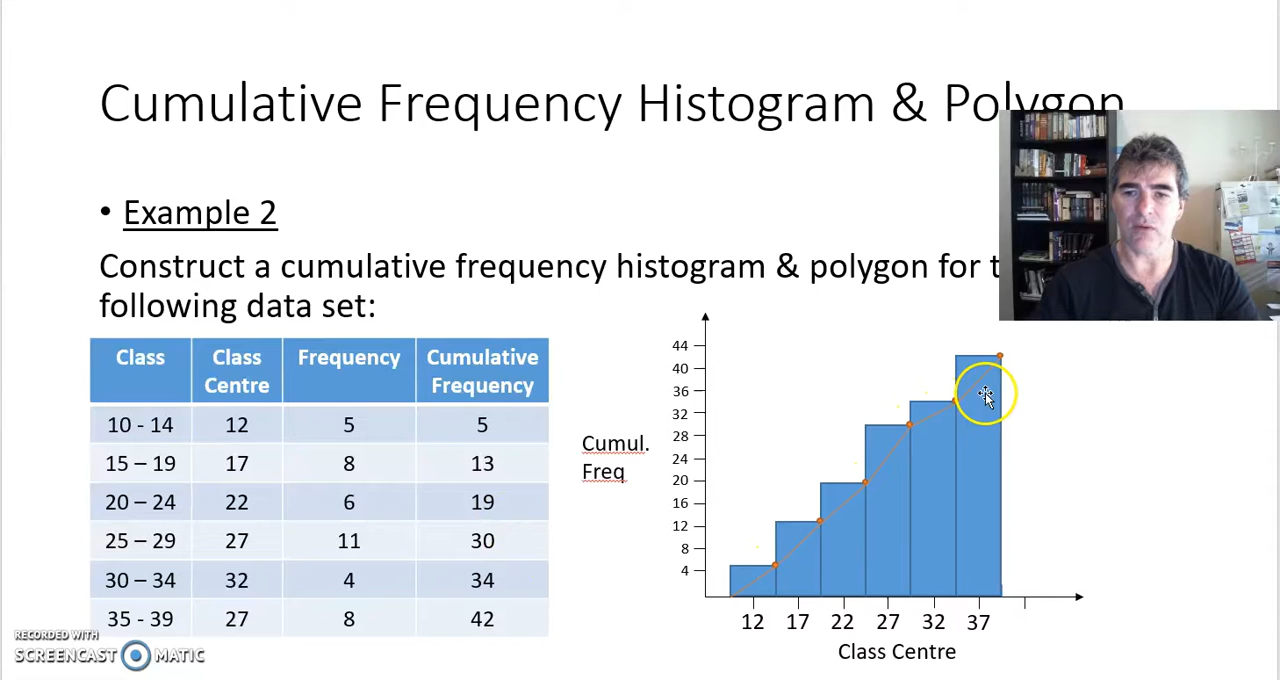 Cumulative Frequency Histogram & Polygon
• Example 2
Construct a cumulative frequency histogram & polygon for t
following data set:
Class Class Centre Frequency Cumulative Frequency
10 - 14 12 5 5
15 – 19 17 8 13
20 – 24 22 6 19
25 – 29 27 11 30
30 – 34 32 4 34
35 - 39 27 8 42
Cumul.
Freq
44
40
36
32
28
24
20
16
12
8
4
12 17 22 27 32 37
Class Centre
RECORDED WITH
SCREENCAST MATIC